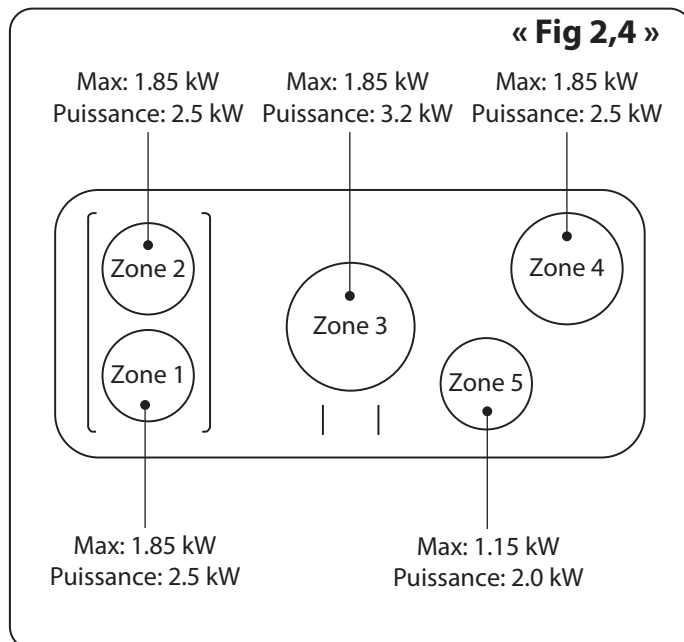 « Fig 2,4 »
Max: 1.85 kW
Puissance: 2.5 kW
Max: 1.85 kW
Puissance: 3.2 kW
Max: 1.85 kW
Puissance: 2.5 kW
Zone 2
Zone 4
Zone 3
Zone 1
Zone 5
Max: 1.85 kW
Puissance: 2.5 kW
Max: 1.15 kW
Puissance: 2.0 kW